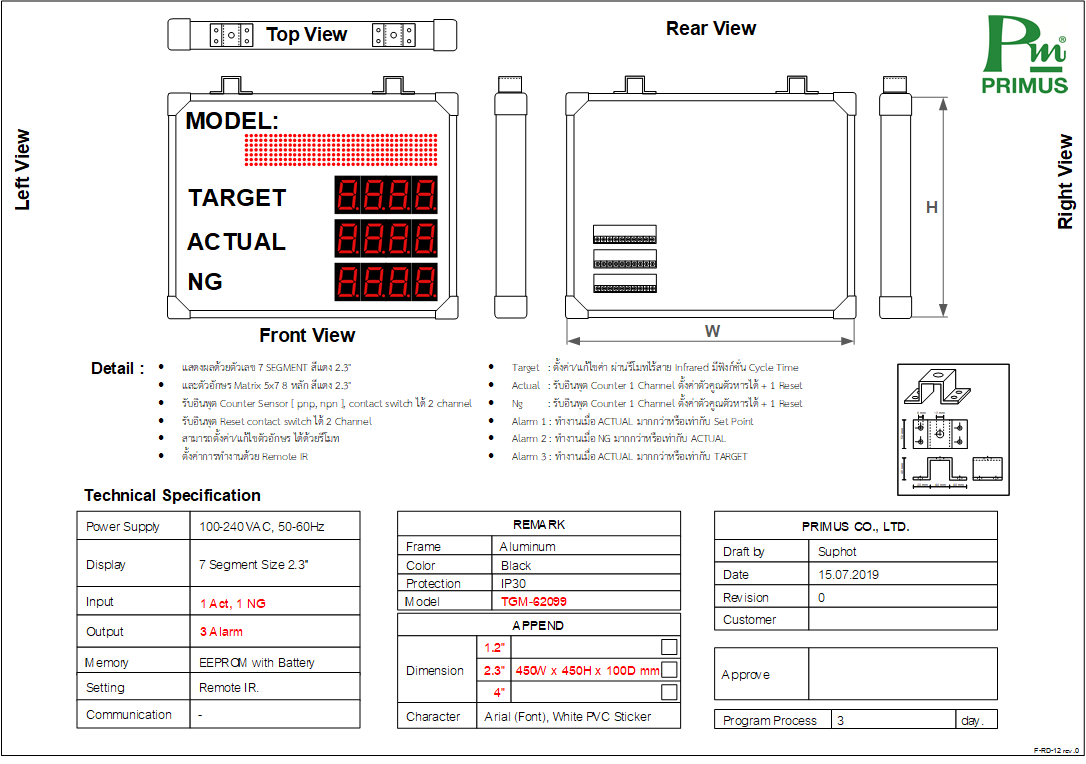 Top View
Rear View
Pm®
PRIMUS
Left View
Right View
MODEL:
TARGET 8.8.8.8.
ACTUAL 8.8.8.8.
NG 8.8.8.8.
H
W
Front View
Detail :
• แสดงผลด้วยตัวเลข 7 SEGMENT สีแดง 2.3"
• และตัวอักษร Matrix 5x7 8 หลัก สีแดง 2.3"
• รับอินพุต Counter Sensor [ pnp, npn ], contact switch ได้ 2 channel
• รับอินพุต Reset contact switch ได้ 2 Channel
• สามารถตั้งค่า/แก้ไขตัวอักษร ได้ด้วยรีโมท
• ตั้งค่าการทำงานด้วย Remote IR
• Target : ตั้งค่า/แก้ไขค่า ผ่านรีโมทไร้สาย Infrared มีฟังก์ชั่น Cycle Time
• Actual : รับอินพุต Counter 1 Channel ตั้งค่าตัวคูณตัวหารได้ + 1 Reset
• Ng : รับอินพุต Counter 1 Channel ตั้งค่าตัวคูณตัวหารได้ + 1 Reset
• Alarm 1 : ทำงานเมื่อ ACTUAL มากกว่าหรือเท่ากับ Set Point
• Alarm 2 : ทำงานเมื่อ NG มากกว่าหรือเท่ากับ ACTUAL
• Alarm 3 : ทำงานเมื่อ ACTUAL มากกว่าหรือเท่ากับ TARGET
Technical Specification
Power Supply 100-240 VAC, 50-60Hz
Display 7 Segment Size 2.3"
Input 1 Act, 1 NG
Output 3 Alarm
Memory EEPROM with Battery
Setting Remote IR.
Communication -
REMARK
Frame Aluminum
Color Black
Protection IP30
Model TGM-62099
APPEND
Dimension
1.2"
2.3" 450W x 450H x 100D mm
4"
Character Arial (Font), White PVC Sticker
PRIMUS CO., LTD.
Draft by Suphot
Date 15.07.2019
Revision 0
Customer
Approve
Program Process 3 day.
F-RD-12 rev .0